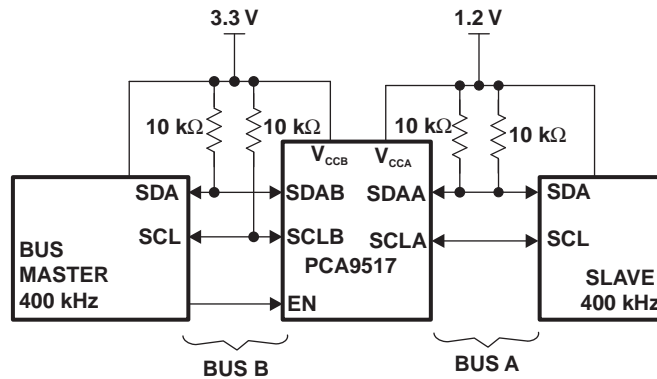 3.3 V
1.2 V
10 kΩ
10 kΩ
10 kΩ
10 kΩ
VCCB
VCCA
SDA
SDAB
SDAA
SDA
SCL
SCLB
SCLA
SCL
BUS
MASTER
400 kHz
PCA9517
SLAVE
400 kHz
EN
BUS B
BUS A